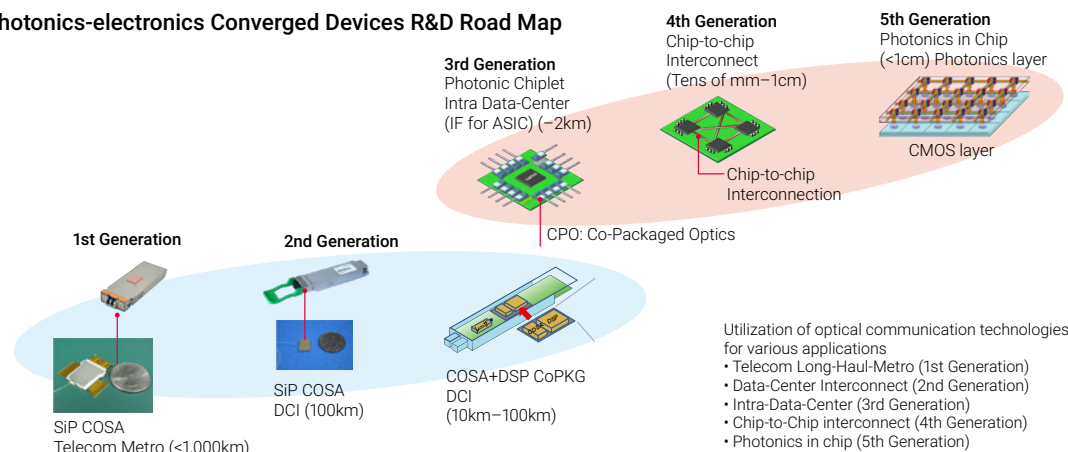 hotonics-electronics Converged Devices R&D Road Map
1st Generation
SiP COSA
Telecom Metro (<1,000km)
2nd Generation
SiP COSA
DCI (100km)
COSA+DSP CoPKG
DCI
(10km–100km)
COSA
DSP
3rd Generation
Photonic Chiplet
Intra Data-Center
(IF for ASIC) (–2km)
CPO: Co-Packaged Optics
4th Generation
Chip-to-chip
Interconnect
(Tens of mm–1cm)
Chip-to-chip
Interconnection
5th Generation
Photonics in Chip
(<1cm) Photonics layer
CMOS layer
Utilization of optical communication technologies
for various applications
• Telecom Long-Haul-Metro (1st Generation)
• Data-Center Interconnect (2nd Generation)
• Intra-Data-Center (3rd Generation)
• Chip-to-Chip interconnect (4th Generation)
• Photonics in chip (5th Generation)